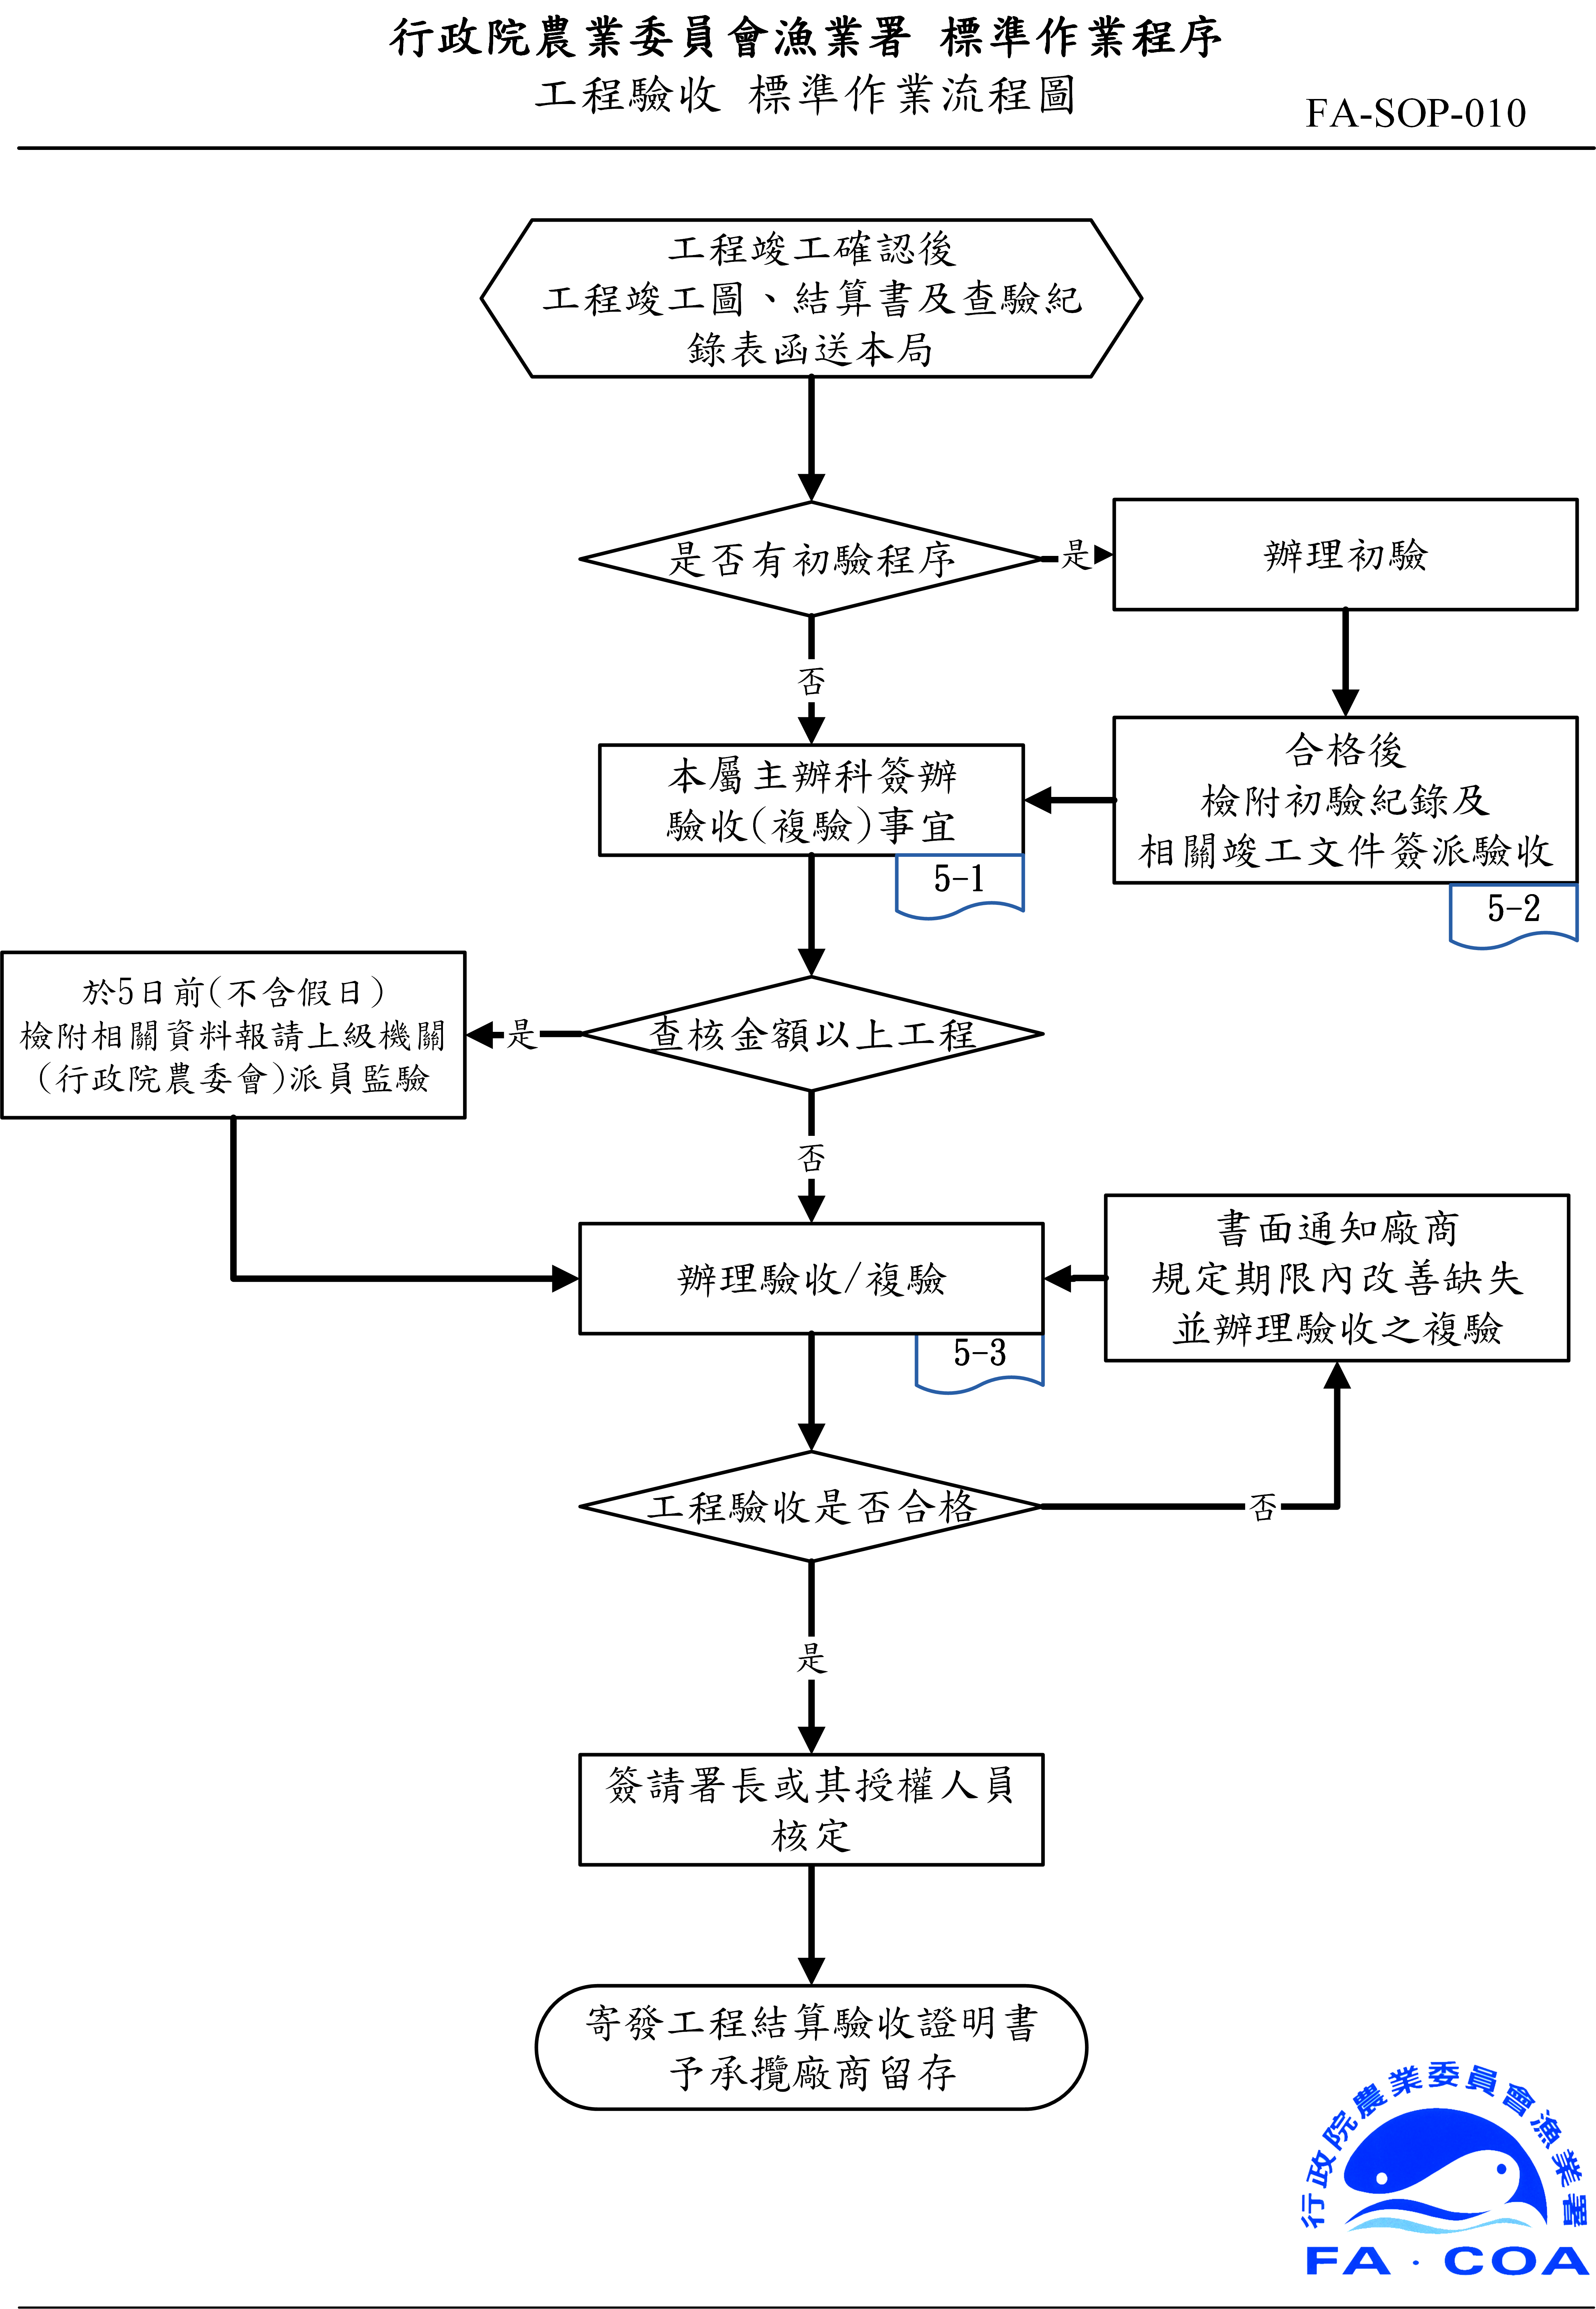 行政院農業委員會漁業署 標準作業程序
工程驗收 標準作業流程圖
FA-SOP-010
工程竣工確認後
工程竣工圖、結算書及查驗紀
錄表函送本局
是否有初驗程序
是
辦理初驗
否
本屬主辦科簽辦
驗收(複驗)事宜
5-1
合格後
檢附初驗紀錄及
相關竣工文件簽派驗收
5-2
於5日前(不含假日)
檢附相關資料報請上級機關
(行政院農委會)派員監驗
是
查核金額以上工程
否
辦理驗收/複驗
5-3
書面通知廠商
規定期限內改善缺失
並辦理驗收之複驗
工程驗收是否合格
否
是
簽請署長或其授權人員
核定
寄發工程結算驗收證明書
予承攬廠商留存
行政院農業委員會漁業署
FA·COA